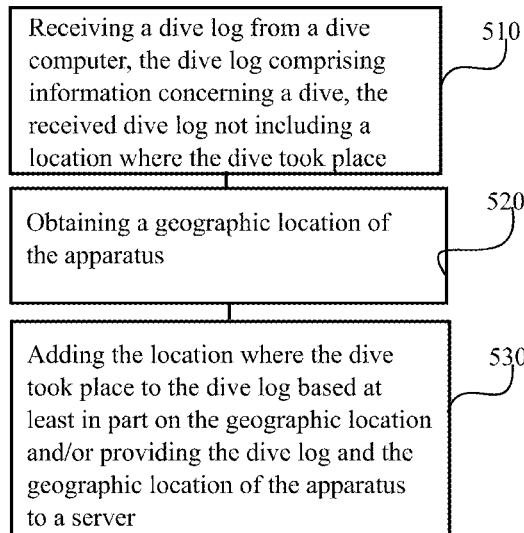 Receiving a dive log from a dive
computer, the dive log comprising
information concerning a dive, the
received dive log not including a
location where the dive took place
510
Obtaining a geographic location of
the apparatus
520
Adding the location where the dive
took place to the dive log based at
least in part on the geographic location
and/or providing the dive log and the
geographic location of the apparatus
to a server
530